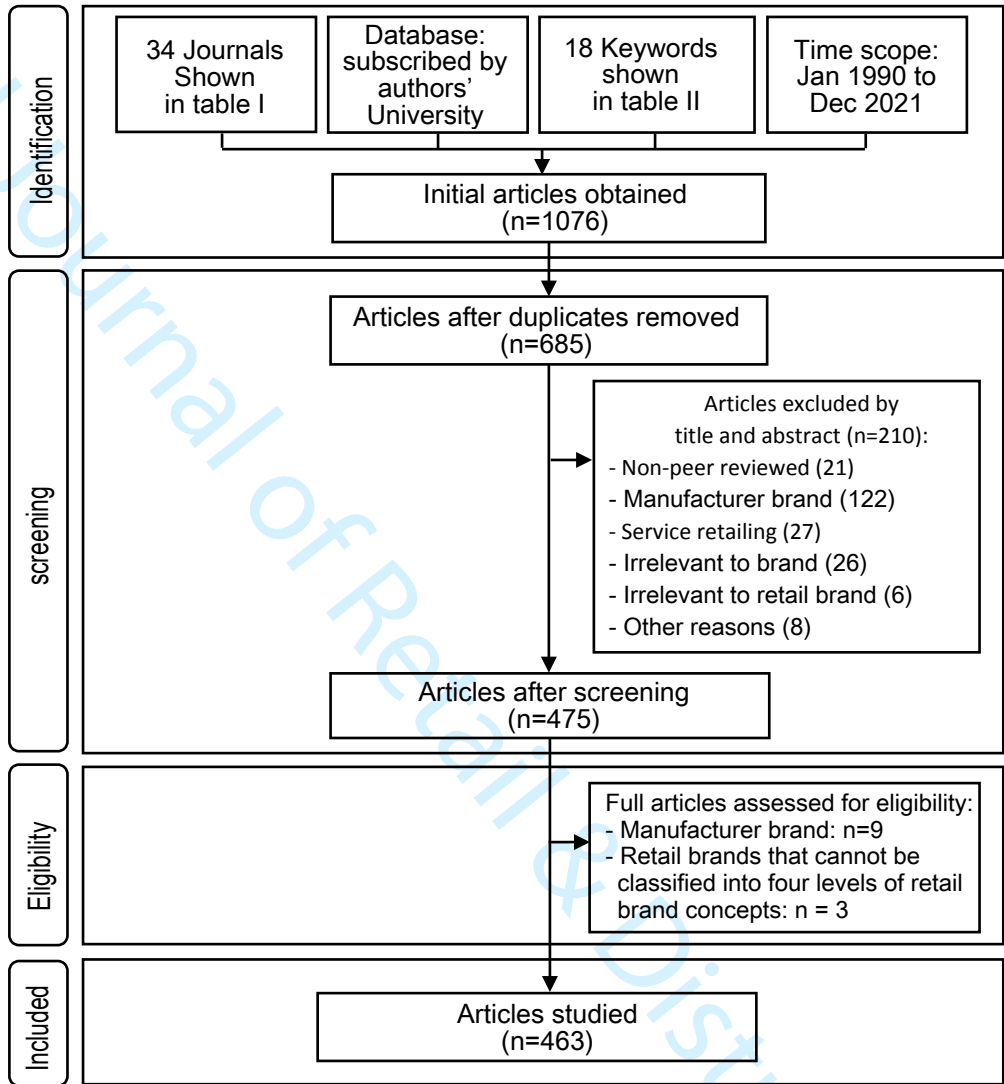 Identification
34 Journals
Shown
in table I
Database:
subscribed by
authors’
University
18 Keywords
shown
in table II
Time scope:
Jan 1990 to
Dec 2021
Initial articles obtained
(n=1076)
screening
Articles after duplicates removed
(n=685)
Articles excluded by
title and abstract (n=210):
- Non-peer reviewed (21)
- Manufacturer brand (122)
- Service retailing (27)
- Irrelevant to brand (26)
- Irrelevant to retail brand (6)
- Other reasons (8)
Articles after screening
(n=475)
Eligibility
Full articles assessed for eligibility:
- Manufacturer brand: n=9
- Retail brands that cannot be
classified into four levels of retail
brand concepts: n = 3
Included
Articles studied
(n=463)
Journal of Retail & Distr